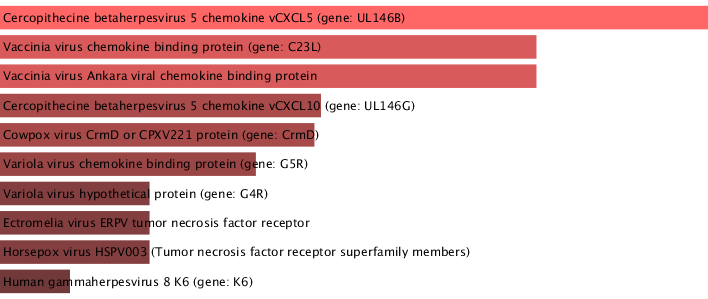 Cercopithecine betaherpesvirus 5 chemokine vCXCL5 (gene: UL146B)
Vaccinia virus chemokine binding protein (gene: C23L)
Vaccinia virus Ankara viral chemokine binding protein
Cercopithecine betaherpesvirus 5 chemokine vCXCL10 (gene: UL146G)
Cowpox virus CrmD or CPXV221 protein (gene: CrmD)
Variola virus chemokine binding protein (gene: G5R)
Variola virus hypothetical protein (gene: G4R)
Ectromelia virus ERPV tumor necrosis factor receptor
Horsepox virus HSPV003 (Tumor necrosis factor receptor superfamily members)
Human gammaherpesvirus 8 K6 (gene: K6)